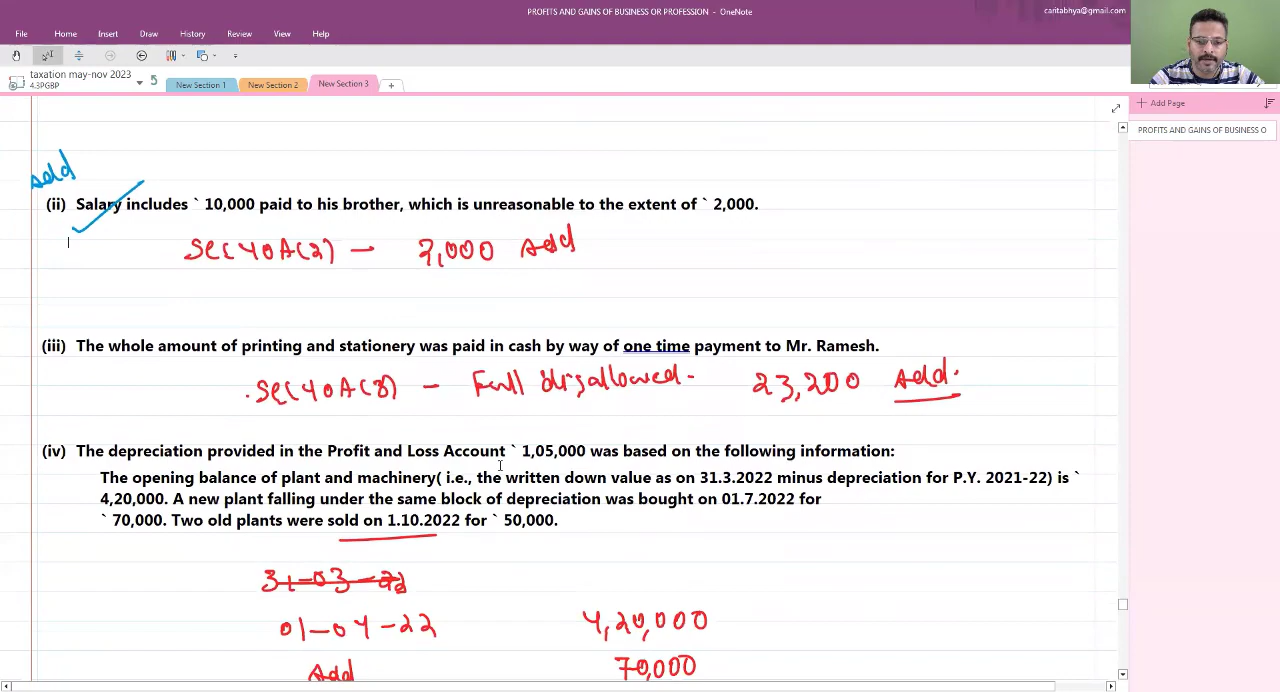 PROFITS AND GAINS OF BUSINESS OR PROFESSION - OneNote
caritabhya@gmail.com
File Home Insert Draw History Review View Help
taxation may-nov 2023
4.3PGBP
New Section 1 New Section 2 New Section 3
Add Page
PROFITS AND GAINS OF BUSINESS O
Add
(ii) Salary includes ` 10,000 paid to his brother, which is unreasonable to the extent of ` 2,000.
Sec 40A(2) - 2,000 Add
(iii) The whole amount of printing and stationery was paid in cash by way of one time payment to Mr. Ramesh.
Sec 40A(3) - Full disallowed. 23,200 Add.
(iv) The depreciation provided in the Profit and Loss Account ` 1,05,000 was based on the following information:
The opening balance of plant and machinery( i.e., the written down value as on 31.3.2022 minus depreciation for P.Y. 2021-22) is `
4,20,000. A new plant falling under the same block of depreciation was bought on 01.7.2022 for
` 70,000. Two old plants were sold on 1.10.2022 for ` 50,000.
31-03-22
01-04-22 4,20,000
Add 70,000